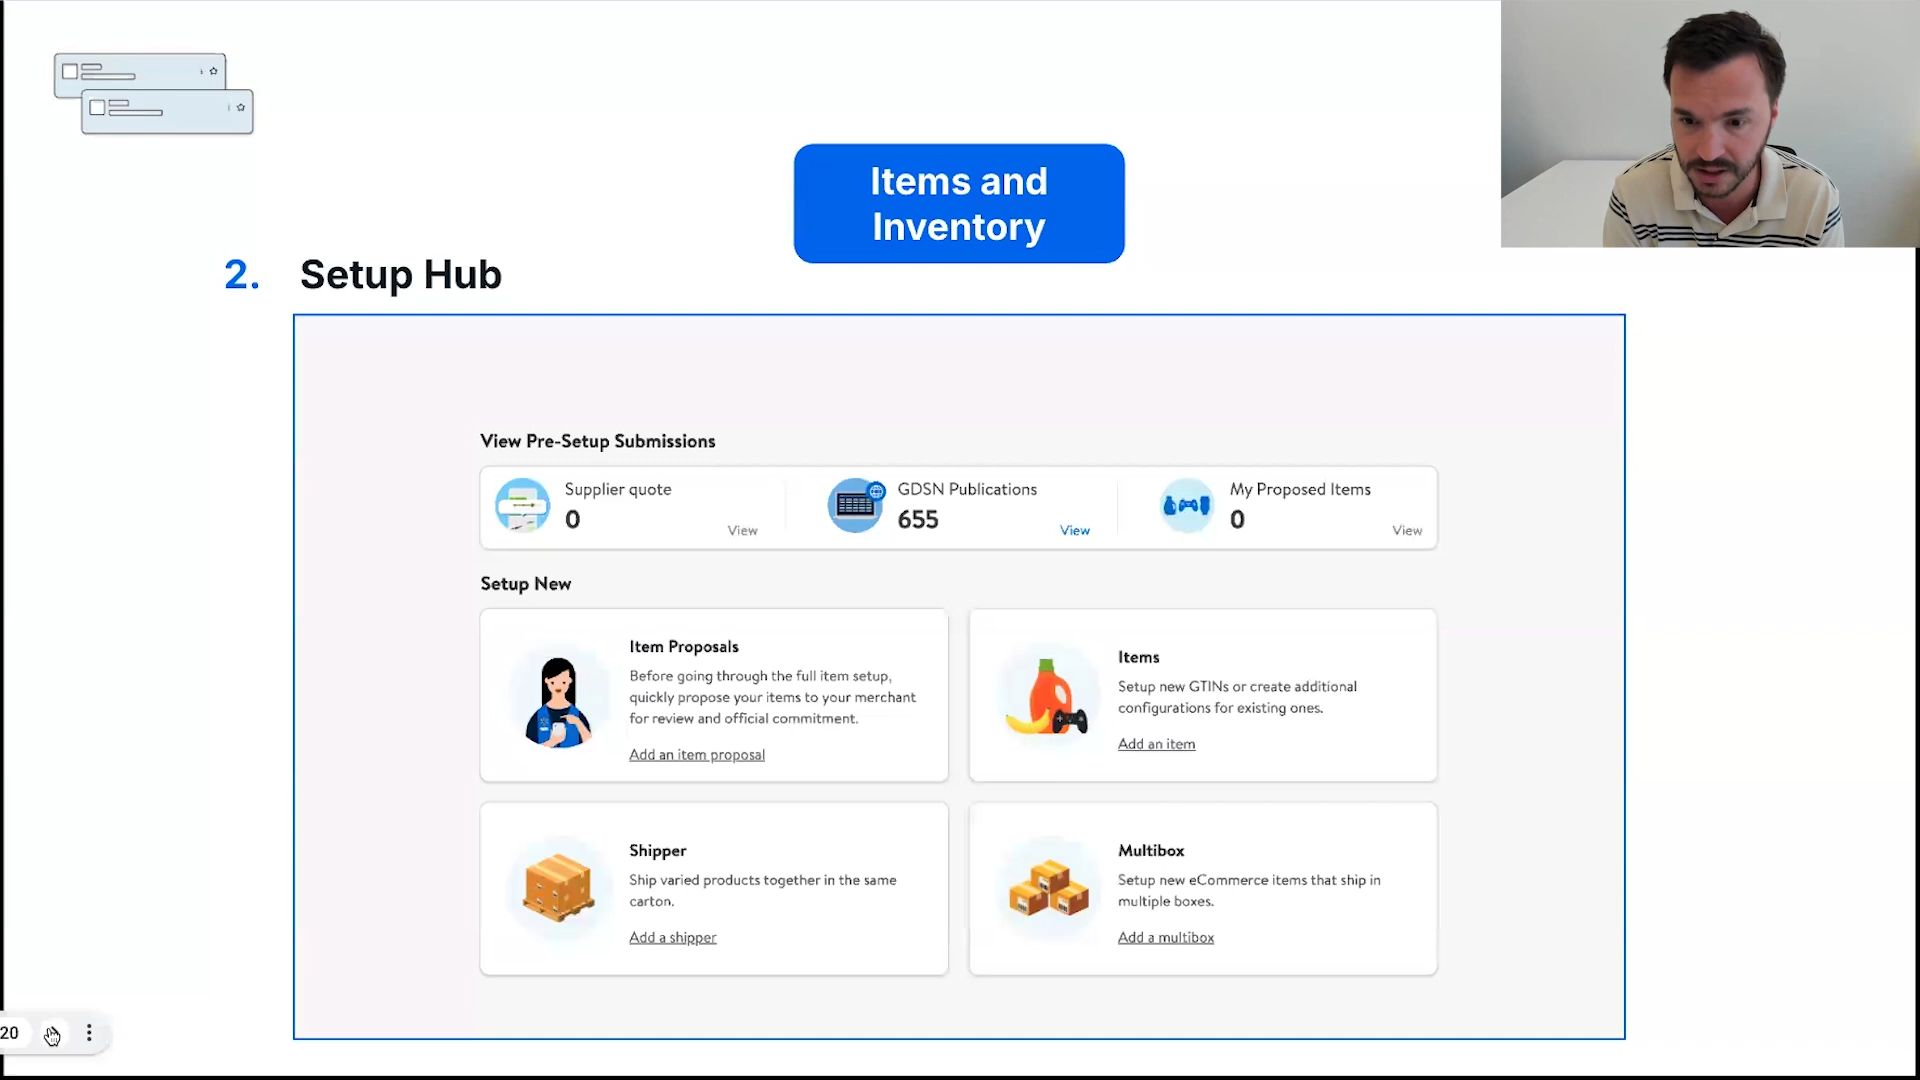 Items and
Inventory
2. Setup Hub
View Pre-Setup Submissions
Supplier quote
0
View
GDSN Publications
655
View
My Proposed Items
0
View
Setup New
Item Proposals
Before going through the full item setup,
quickly propose your items to your merchant
for review and official commitment.
Add an item proposal
Items
Setup new GTINs or create additional
configurations for existing ones.
Add an item
Shipper
Ship varied products together in the same
carton.
Add a shipper
Multibox
Setup new eCommerce items that ship in
multiple boxes.
Add a multibox
20